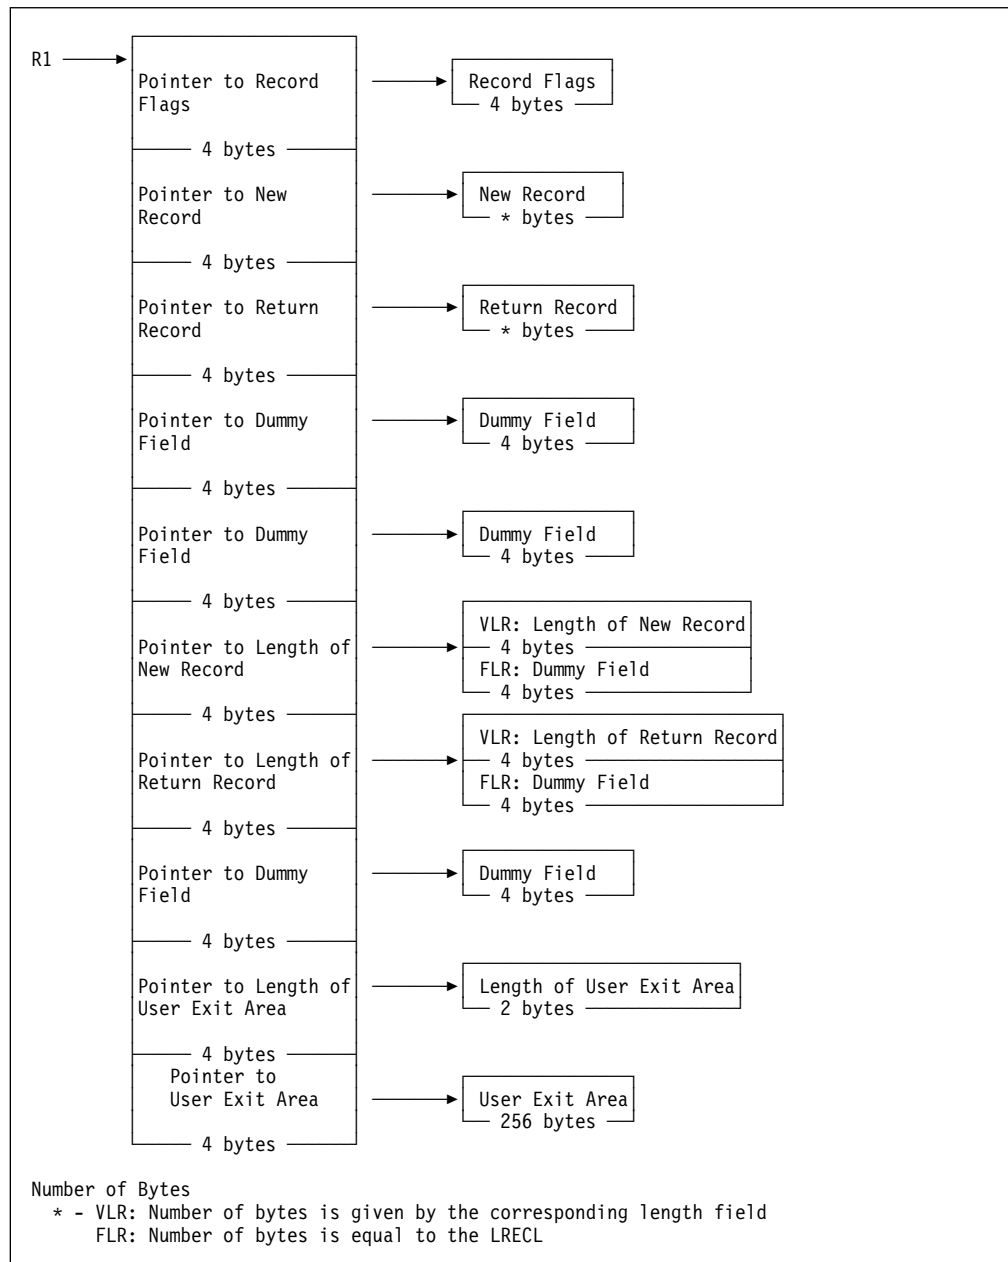 R1
Pointer to Record
Flags
Record Flags
4 bytes
4 bytes
Pointer to New
Record
New Record
* bytes
4 bytes
Pointer to Return
Record
Return Record
* bytes
4 bytes
Pointer to Dummy
Field
Dummy Field
4 bytes
4 bytes
Pointer to Dummy
Field
Dummy Field
4 bytes
4 bytes
Pointer to Length of
New Record
VLR: Length of New Record
4 bytes
FLR: Dummy Field
4 bytes
4 bytes
Pointer to Length of
Return Record
VLR: Length of Return Record
4 bytes
FLR: Dummy Field
4 bytes
4 bytes
Pointer to Dummy
Field
Dummy Field
4 bytes
4 bytes
Pointer to Length of
User Exit Area
Length of User Exit Area
2 bytes
4 bytes
Pointer to
User Exit Area
User Exit Area
256 bytes
4 bytes
Number of Bytes
* - VLR: Number of bytes is given by the corresponding length field
FLR: Number of bytes is equal to the LRECL